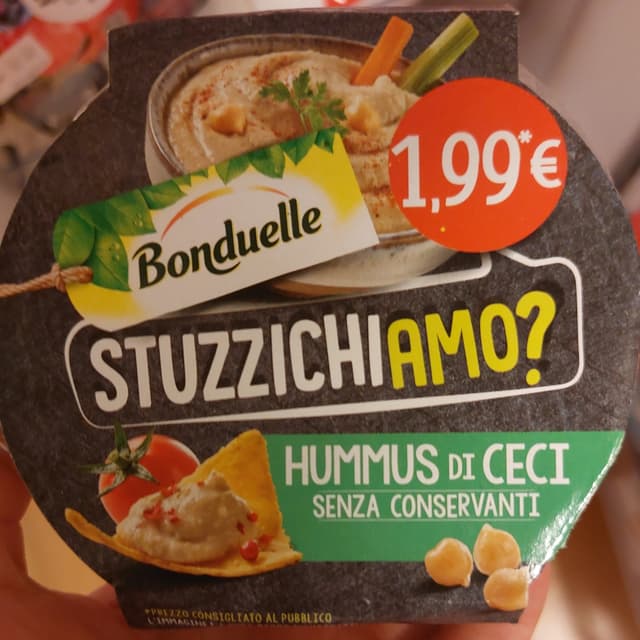 1,99*€
Bonduelle
STUZZICHIAMO?
HUMMUS DI CECI
SENZA CONSERVANTI
*PREZZO CONSIGLIATO AL PUBBLICO
L'IMMAGINE